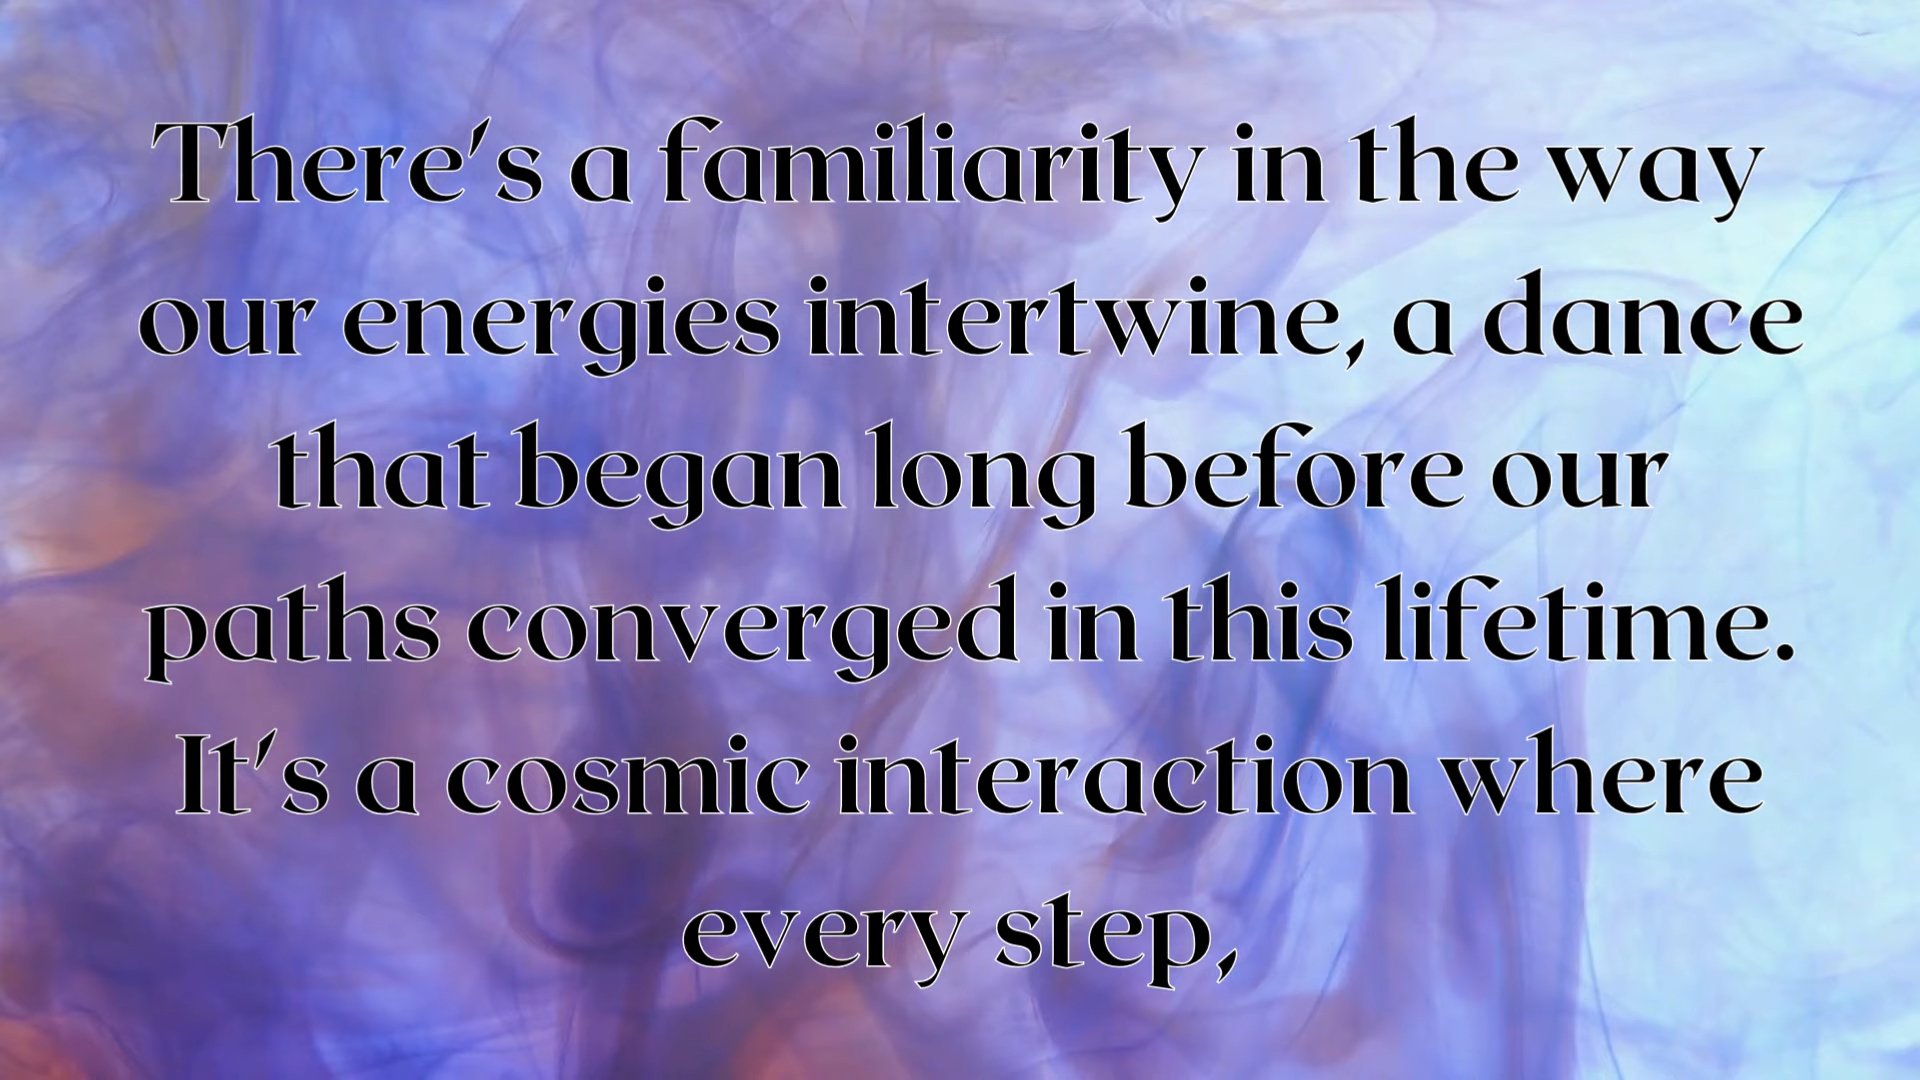 There's a familiarity in the way
our energies intertwine, a dance
that began long before our
paths converged in this lifetime.
It's a cosmic interaction where
every step,